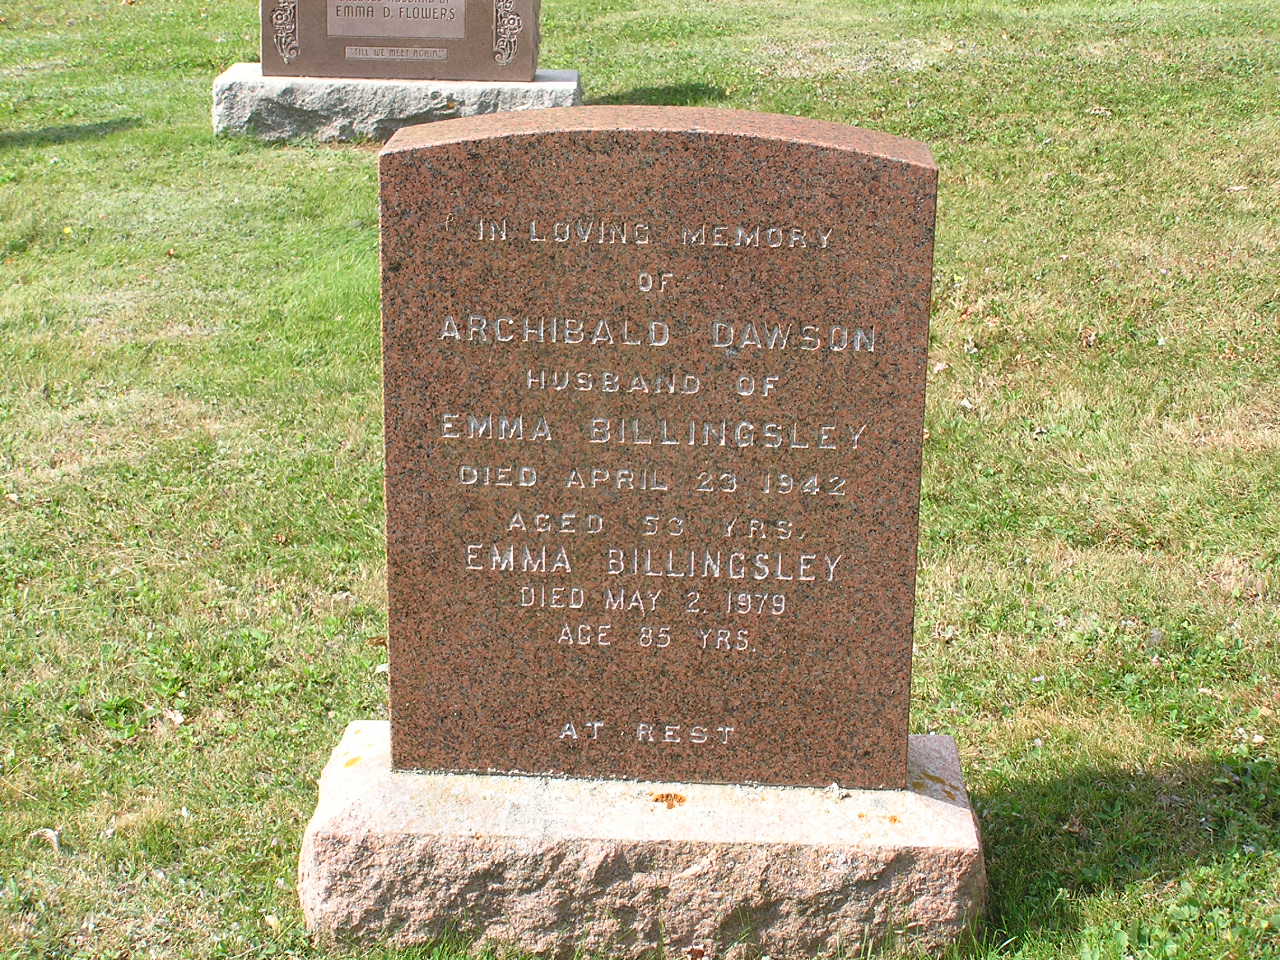 EMMA D. FLOWERS
"TILL WE MEET AGAIN"
IN LOVING MEMORY
OF
ARCHIBALD DAWSON
HUSBAND OF
EMMA BILLINGSLEY
DIED APRIL 23 1942
AGED 53 YRS.
EMMA BILLINGSLEY
DIED MAY 2, 1979
AGE 85 YRS.
AT REST